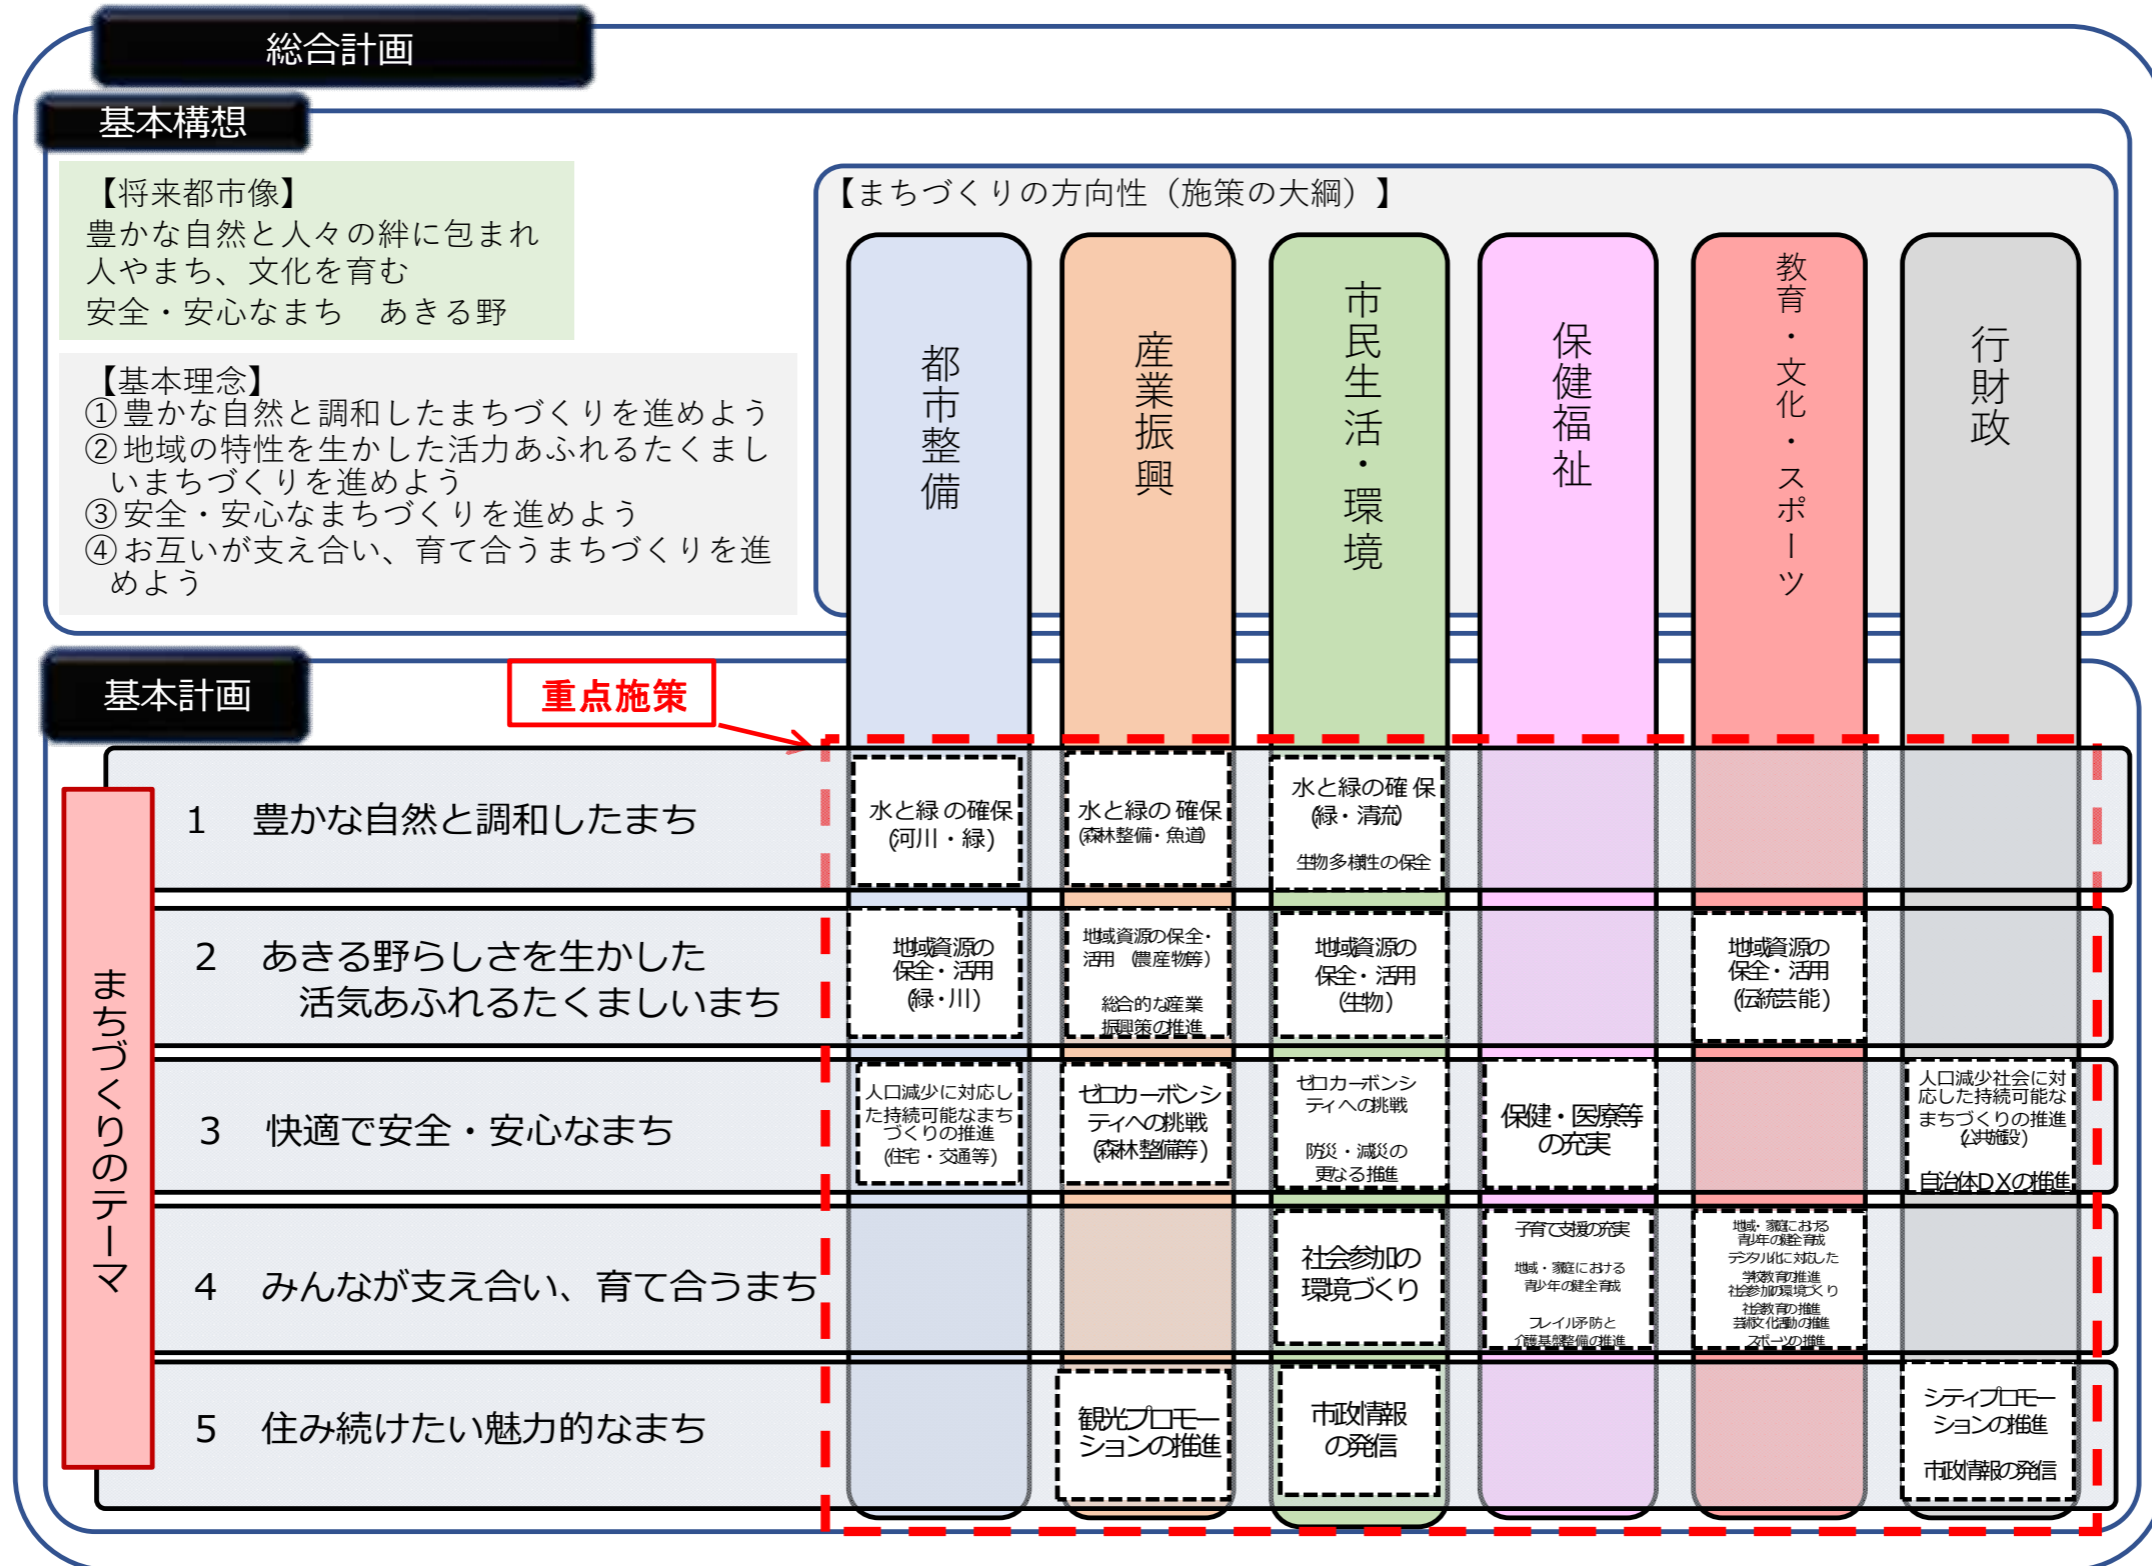 総合計画
基本構想
【将来都市像】
豊かな自然と人々の絆に包まれ
人やまち、文化を育む
安全・安心なまち　あきる野
【基本理念】
①豊かな自然と調和したまちづくりを進めよう
②地域の特性を生かした活力あふれるたくまし
いまちづくりを進めよう
③安全・安心なまちづくりを進めよう
④お互いが支え合い、育て合うまちづくりを進
めよう
【まちづくりの方向性（施策の大綱）】
都市整備
産業振興
市民生活・環境
保健福祉
教育・文化・スポーツ
行財政
基本計画
重点施策
まちづくりのテーマ
1　豊かな自然と調和したまち
水と緑の確保
(河川・緑)
水と緑の確保
(森林整備・魚道)
水と緑の確保
(緑・清流)
生物多様性の保全
2　あきる野らしさを生かした
活気あふれるたくましいまち
地域資源の
保全・活用
(緑・川)
地域資源の保全・
活用　(農産物等)
総合的な産業
振興策の推進
地域資源の
保全・活用
(生物)
地域資源の
保全・活用
(伝統芸能)
3　快適で安全・安心なまち
人口減少に対応し
た持続可能なまち
づくりの推進
(住宅・交通等)
ゼロカーボンシ
ティへの挑戦
(森林整備等)
ゼロカーボンシ
ティへの挑戦
防災・減災の
更なる推進
保健・医療等
の充実
人口減少社会に対
応した持続可能な
まちづくりの推進
(公共施設)
自治体DXの推進
4　みんなが支え合い、育て合うまち
社会参加の
環境づくり
子育て支援の充実
地域・家庭における
青少年の健全育成
フレイル予防と
介護基盤整備の推進
地域・家庭における
青少年の健全育成
デジタル化に対応した
学校教育の推進
社会参加の環境づくり
社会教育の推進
芸術文化活動の推進
スポーツの推進
5　住み続けたい魅力的なまち
観光プロモー
ションの推進
市政情報
の発信
シティプロモー
ションの推進
市政情報の発信